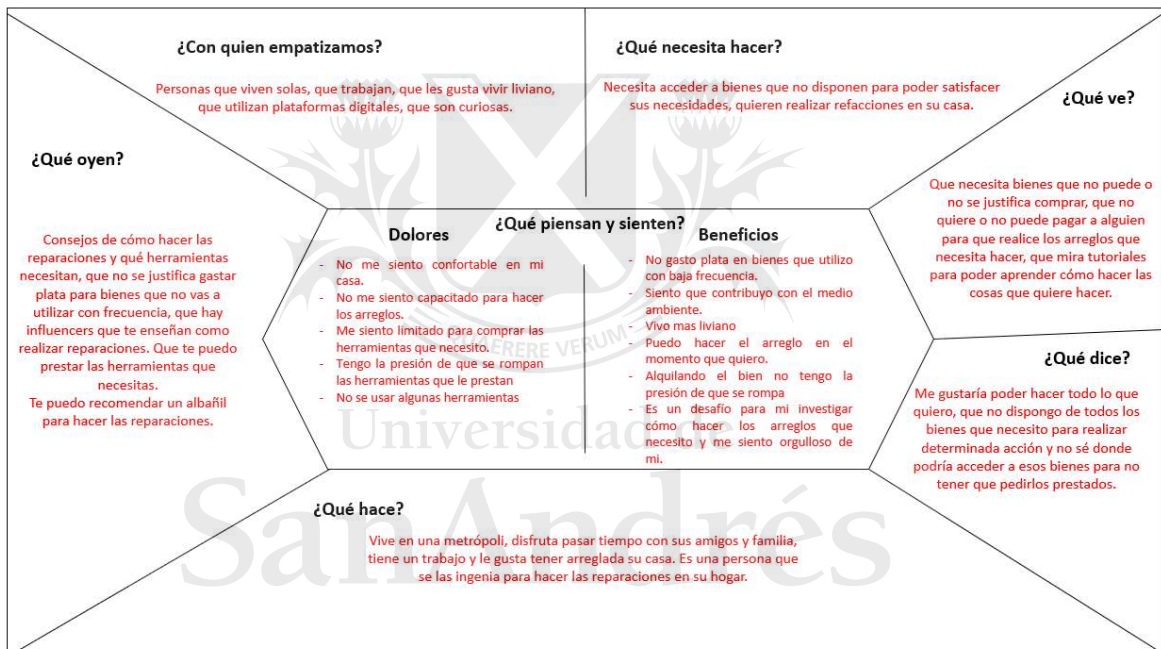 ¿Con quien empatizamos?
Personas que viven solas, que trabajan, que les gusta vivir liviano,
que utilizan plataformas digitales, que son curiosas.
¿Qué necesita hacer?
Necesita acceder a bienes que no disponen para poder satisfacer
sus necesidades, quieren realizar refacciones en su casa.
¿Qué ve?
Que necesita bienes que no puede o
no se justifica comprar, que no
quiere o no puede pagar a alguien
para que realice los arreglos que
necesita hacer, que mira tutoriales
para poder aprender cómo hacer las
cosas que quiere hacer.
¿Qué oyen?
Consejos de cómo hacer las
reparaciones y qué herramientas
necesitan, que no se justifica gastar
plata para bienes que no vas a
utilizar con frecuencia, que hay
influencers que te enseñan como
realizar reparaciones. Que te puedo
prestar las herramientas que
necesitas.
Te puedo recomendar un albañil
para hacer las reparaciones.
¿Qué piensan y sienten?
Dolores
- No me siento confortable en mi
casa.
- No me siento capacitado para hacer
los arreglos.
- Me siento limitado para comprar las
herramientas que necesito.
- Tengo la presión de que se rompan
las herramientas que le prestan
- No se usar algunas herramientas
Beneficios
- No gasto plata en bienes que utilizo
con baja frecuencia.
- Siento que contribuyo con el medio
ambiente.
- Vivo mas liviano
- Puedo hacer el arreglo en el
momento que quiero.
- Alquilando el bien no tengo la
presión de que se rompa
- Es un desafío para mi investigar
cómo hacer los arreglos que
necesito y me siento orgulloso de
mi.
¿Qué dice?
Me gustaría poder hacer todo lo que
quiero, que no dispongo de todos los
bienes que necesito para realizar
determinada acción y no sé donde
podría acceder a esos bienes para no
tener que pedirlos prestados.
¿Qué hace?
Vive en una metrópoli, disfruta pasar tiempo con sus amigos y familia,
tiene un trabajo y le gusta tener arreglada su casa. Es una persona que
se las ingenia para hacer las reparaciones en su hogar.
QUAERERE VERUM
Universidad de
SanAndrés